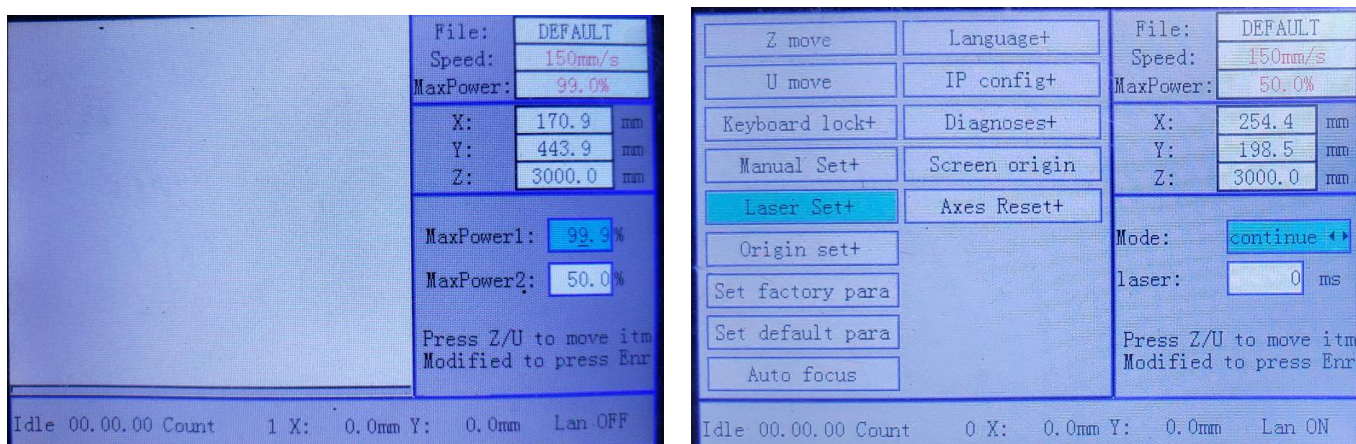 File: DEFAULT
Speed: 150mm/s
MaxPower: 99.0%
X: 170.9 mm
Y: 443.9 mm
Z: 3000.0 mm
MaxPower1: 99.9%
MaxPower2: 50.0%
Press Z/U to move itm
Modified to press Enr
Idle 00.00.00 Count 1 X: 0.0mm Y: 0.0mm Lan OFF
Z move Language+
U move IP config+
Keyboard lock+ Diagnoses+
Manual Set+ Screen origin
Laser Set+ Axes Reset+
Origin set+
Set factory para
Set default para
Auto focus
File: DEFAULT
Speed: 150mm/s
MaxPower: 50.0%
X: 254.4 mm
Y: 198.5 mm
Z: 3000.0 mm
Mode: continue
laser: 0 ms
Press Z/U to move itm
Modified to press Enr
Idle 00.00.00 Count 0 X: 0.0mm Y: 0.0mm Lan ON